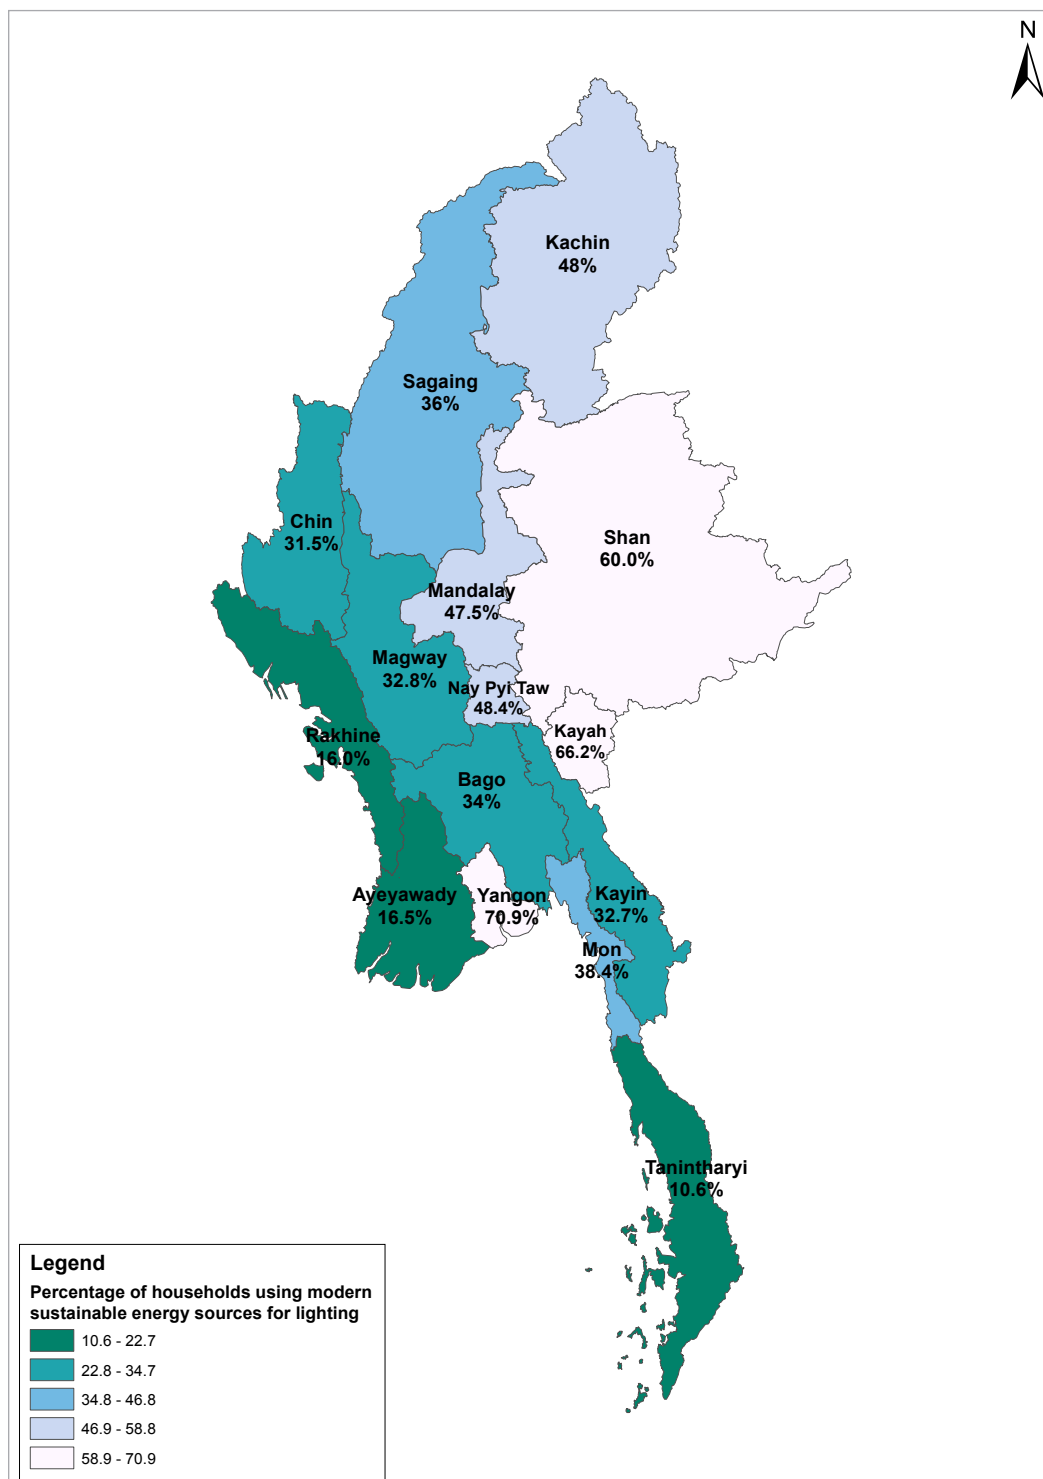 N
Kachin
48%
Sagaing
36%
Chin
31.5%
Shan
60.0%
Mandalay
47.5%
Magway
32.8%
Nay Pyi Taw
48.4%
Kayah
66.2%
Rakhine
16.0%
Bago
34%
Ayeyawady
16.5%
Yangon
70.9%
Kayin
32.7%
Mon
38.4%
Tanintharyi
10.6%
Legend
Percentage of households using modern
sustainable energy sources for lighting
10.6 - 22.7
22.8 - 34.7
34.8 - 46.8
46.9 - 58.8
58.9 - 70.9